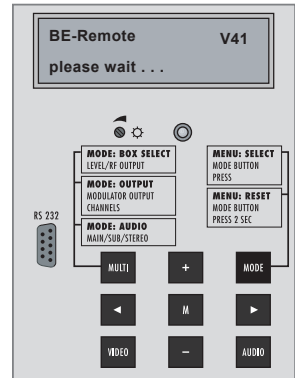 BE-Remote V41
please wait . . .
MODE: BOX SELECT
LEVEL/RF OUTPUT
MODE: OUTPUT
MODULATOR OUTPUT
CHANNELS
MODE: AUDIO
MAIN/SUB/STEREO
MENU: SELECT
MODE BUTTON
PRESS
MENU: RESET
MODE BUTTON
PRESS 2 SEC
RS 232
MULTI + MODE
M
VIDEO – AUDIO